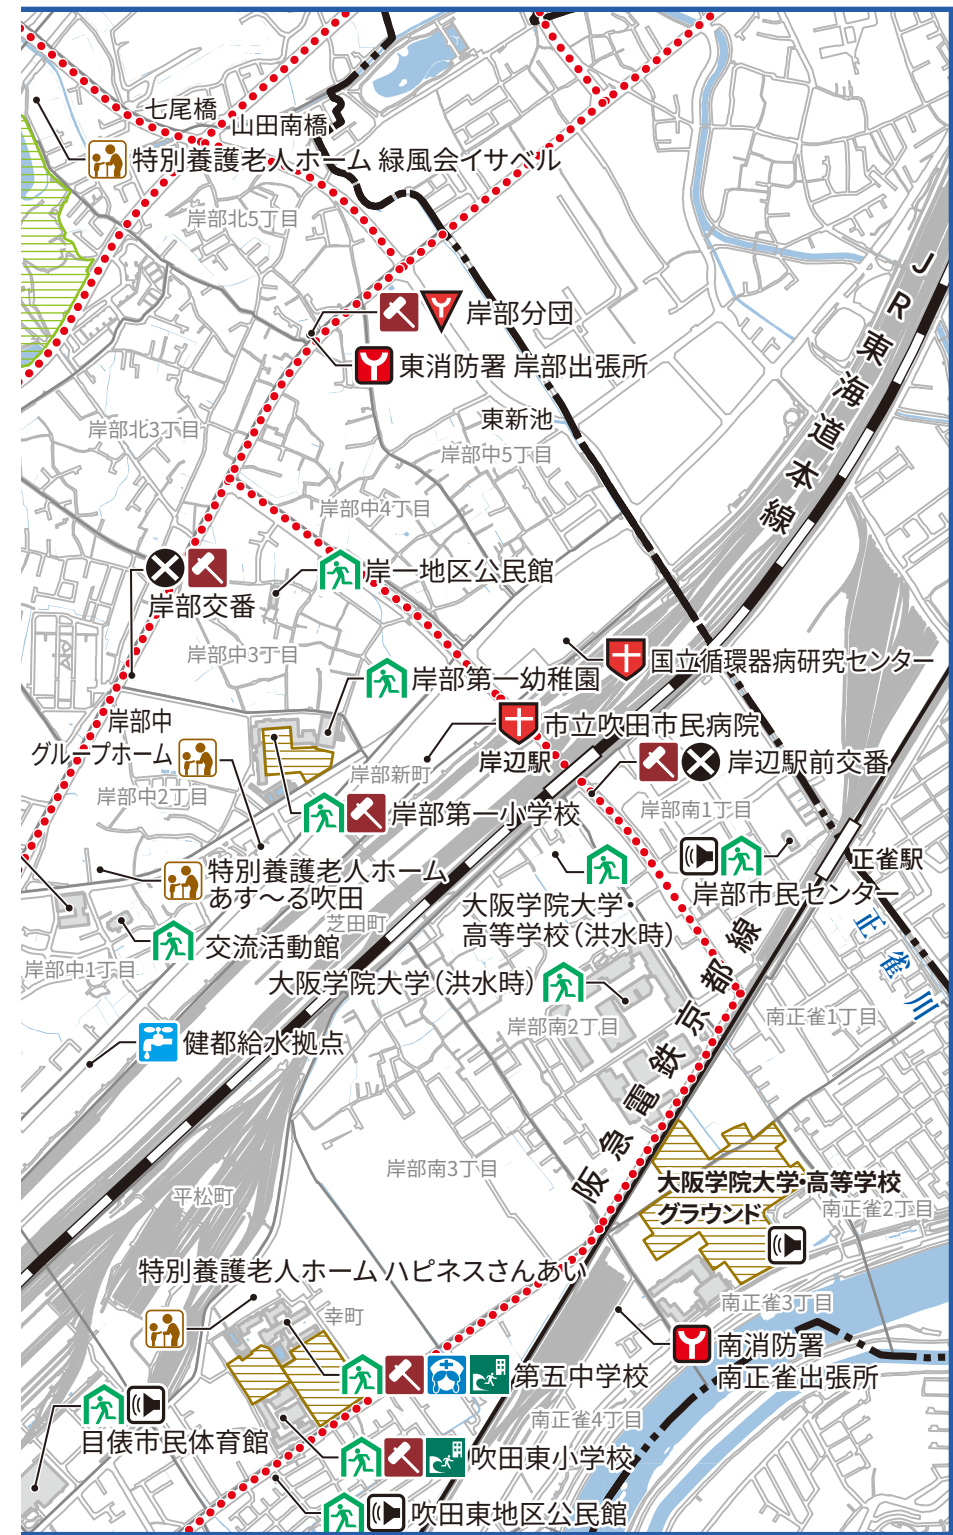 七尾橋
山田南橋
特別養護老人ホーム 緑風会イサベル
岸部北5丁目
岸部分団
東消防署 岸部出張所
JR東海道本線
東新池
岸部北3丁目
岸部中5丁目
岸部中4丁目
岸一地区公民館
岸部交番
岸部中3丁目
国立循環器病研究センター
岸部第一幼稚園
岸部中
グループホーム
市立吹田市民病院
岸辺駅
岸辺駅前交番
岸部新町
岸部中2丁目
岸部南1丁目
岸部第一小学校
正雀駅
特別養護老人ホーム
あす~る吹田
岸部市民センター
大阪学院大学・
高等学校(洪水時)
芝田町
正雀川
交流活動館
岸部中1丁目
大阪学院大学(洪水時)
岸部南2丁目
南正雀1丁目
健都給水拠点
阪急電鉄京都線
岸部南3丁目
平松町
大阪学院大学・高等学校
グラウンド
南正雀2丁目
特別養護老人ホーム ハピネスさんあい
幸町
南正雀3丁目
南消防署
南正雀出張所
第五中学校
南正雀4丁目
目俵市民体育館
吹田東小学校
吹田東地区公民館